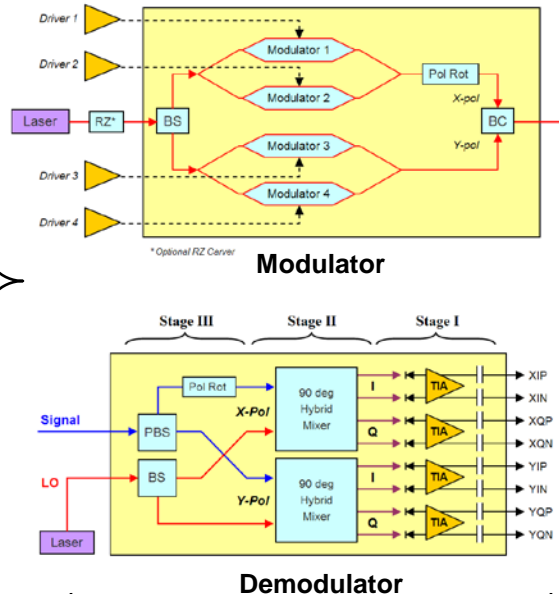 Driver 1
Modulator 1
Driver 2
Pol Rot
Modulator 2
X-pol
Laser
RZ*
BS
BC
Modulator 3
Y-pol
Driver 3
Modulator 4
Driver 4
* Optional RZ Carver
Modulator
Stage III
Stage II
Stage I
Pol Rot
I
TIA
XIP
X-Pol
90 deg
Hybrid
Mixer
XIN
Signal
PBS
Q
TIA
XQP
XQN
LO
BS
Y-Pol
90 deg
Hybrid
Mixer
I
TIA
YIP
YIN
Q
TIA
YQP
YQN
Laser
Demodulator